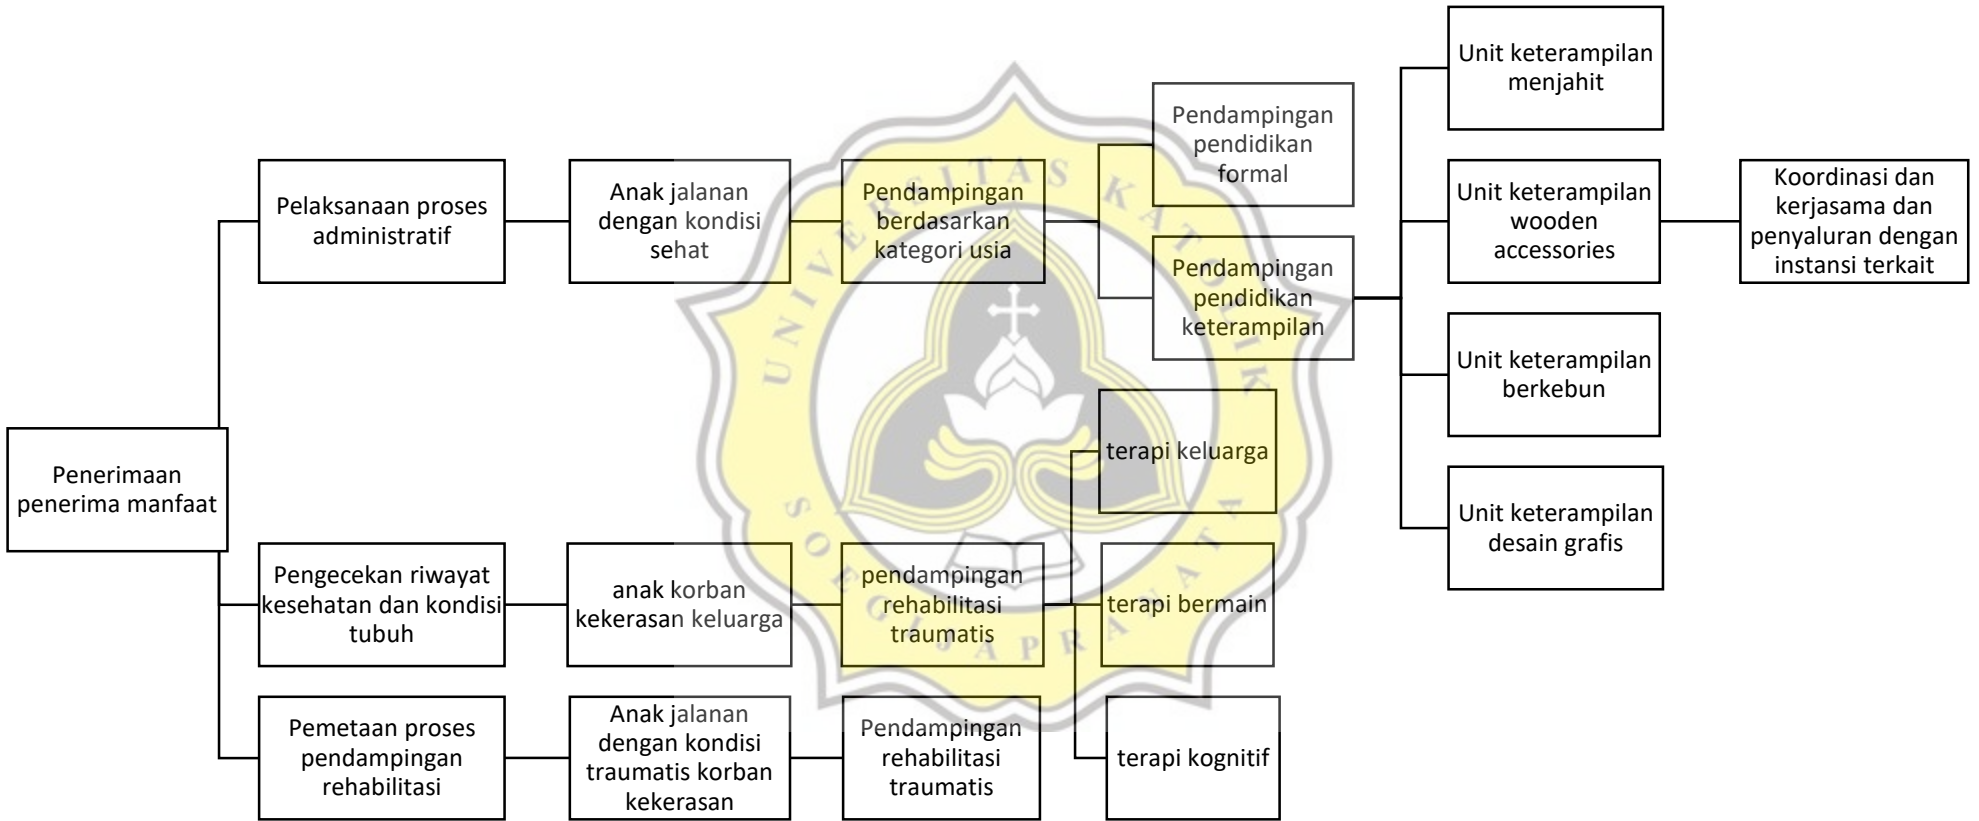 Penerimaan
penerima manfaat
Pelaksanaan proses
administratif
Anak jalanan
dengan kondisi
sehat
Pendampingan
berdasarkan
kategori usia
Pendampingan
pendidikan
formal
Pendampingan
pendidikan
keterampilan
Unit keterampilan
menjahit
Unit keterampilan
wooden
accessories
Koordinasi dan
kerjasama dan
penyaluran dengan
instansi terkait
Unit keterampilan
berkebun
Unit keterampilan
desain grafis
Pengecekan riwayat
kesehatan dan kondisi
tubuh
anak korban
kekerasan keluarga
pendampingan
rehabilitasi
traumatis
terapi keluarga
terapi bermain
terapi kognitif
Pemetaan proses
pendampingan
rehabilitasi
Anak jalanan
dengan kondisi
traumatis korban
kekerasan
Pendampingan
rehabilitasi
traumatis
UNIVERSITAS KATOLIK
SOEGIJAPRANATA